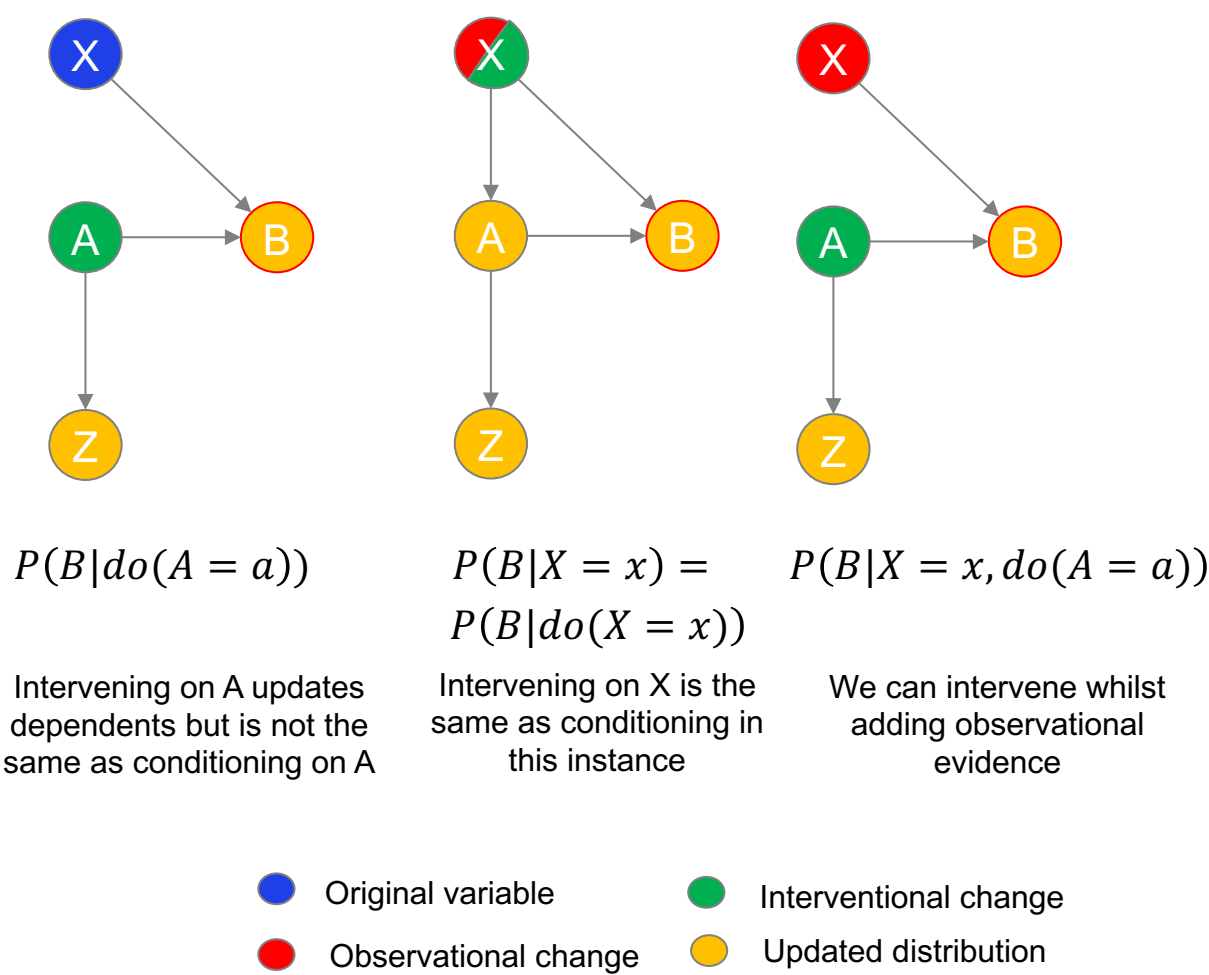 X
A
B
Z
X
A
B
Z
X
A
B
Z
P(B|do(A = a))
P(B|X = x) =
P(B|do(X = x))
P(B|X = x, do(A = a))
Intervening on A updates
dependents but is not the
same as conditioning on A
Intervening on X is the
same as conditioning in
this instance
We can intervene whilst
adding observational
evidence
Original variable
Interventional change
Observational change
Updated distribution